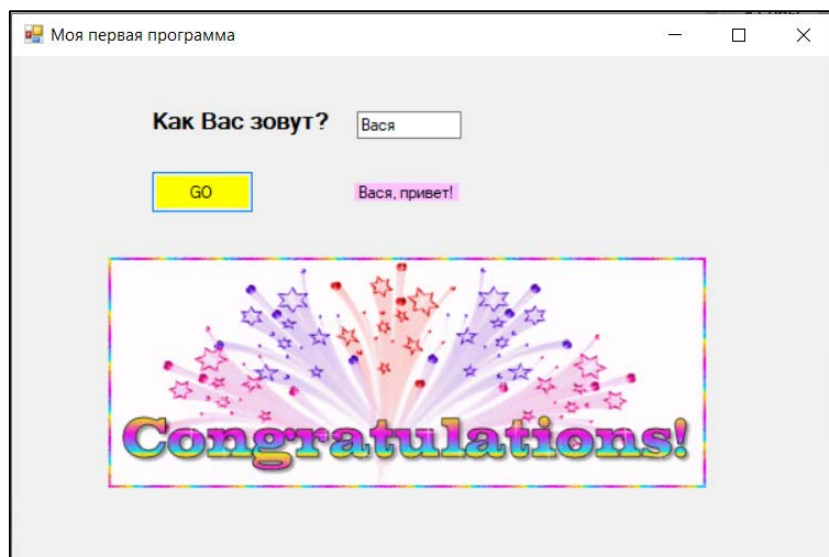 Моя первая программа
Как Вас зовут? Вася
GO Вася, привет!
Congratulations!